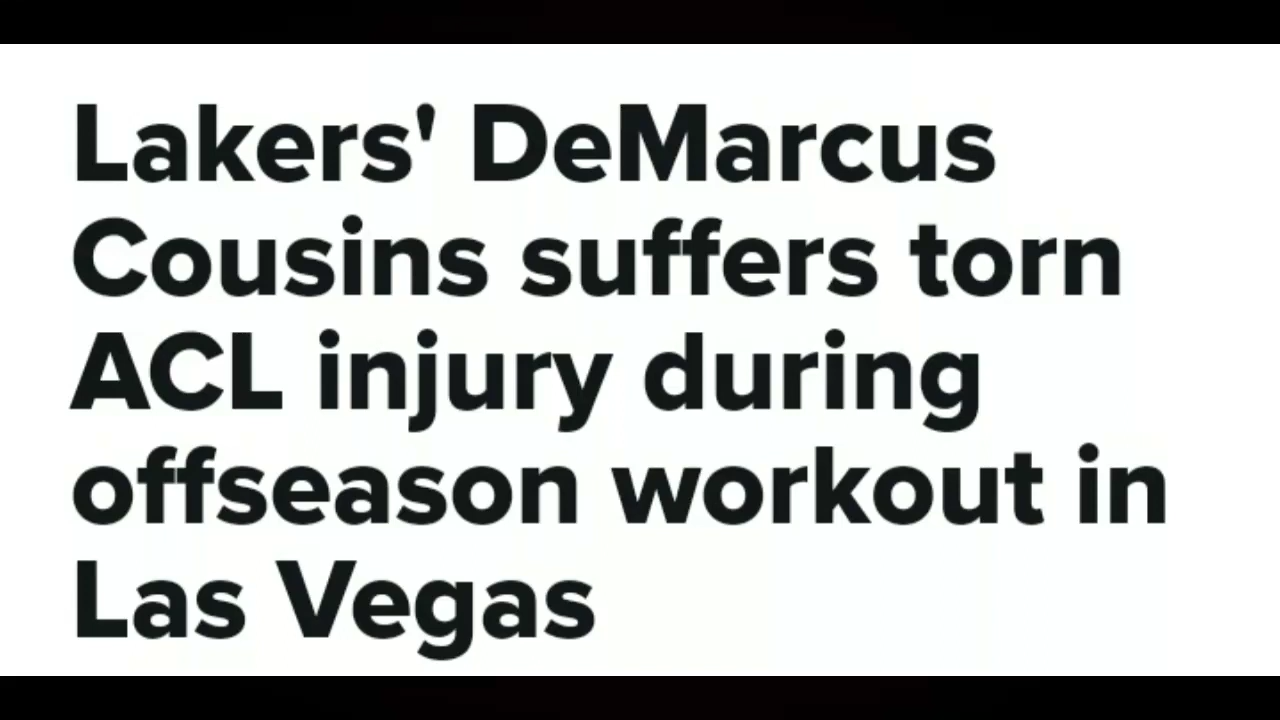 Lakers' DeMarcus
Cousins suffers torn
ACL injury during
offseason workout in
Las Vegas